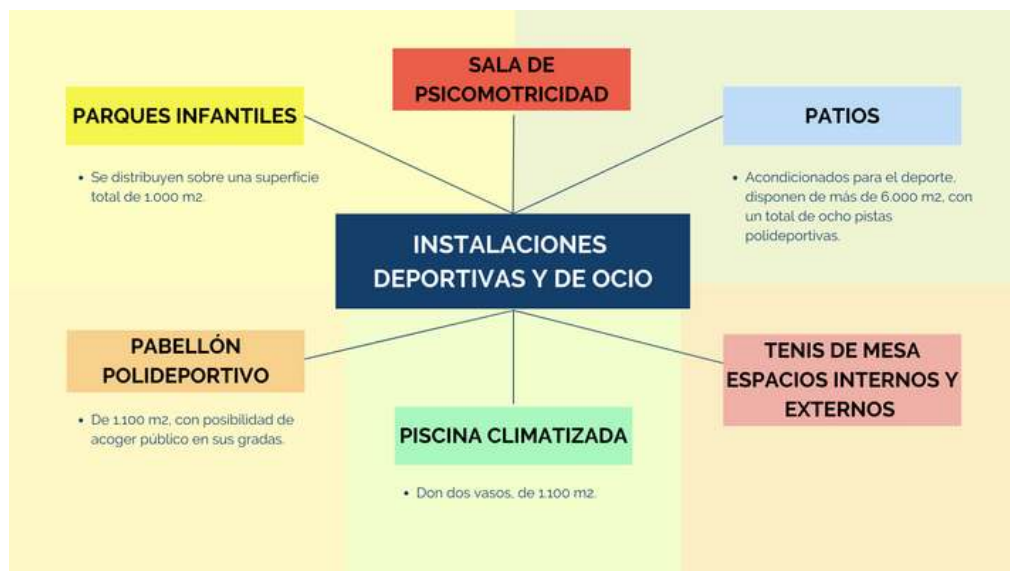 SALA DE
PSICOMOTRICIDAD
PARQUES INFANTILES
• Se distribuyen sobre una superficie
total de 1.000 m2.
PATIOS
• Acondicionados para el deporte,
disponen de más de 6.000 m2, con
un total de ocho pistas
polideportivas.
INSTALACIONES
DEPORTIVAS Y DE OCIO
PABELLÓN
POLIDEPORTIVO
• De 1.100 m2, con posibilidad de
acoger público en sus gradas.
PISCINA CLIMATIZADA
• Don dos vasos, de 1.100 m2.
TENIS DE MESA
ESPACIOS INTERNOS Y
EXTERNOS